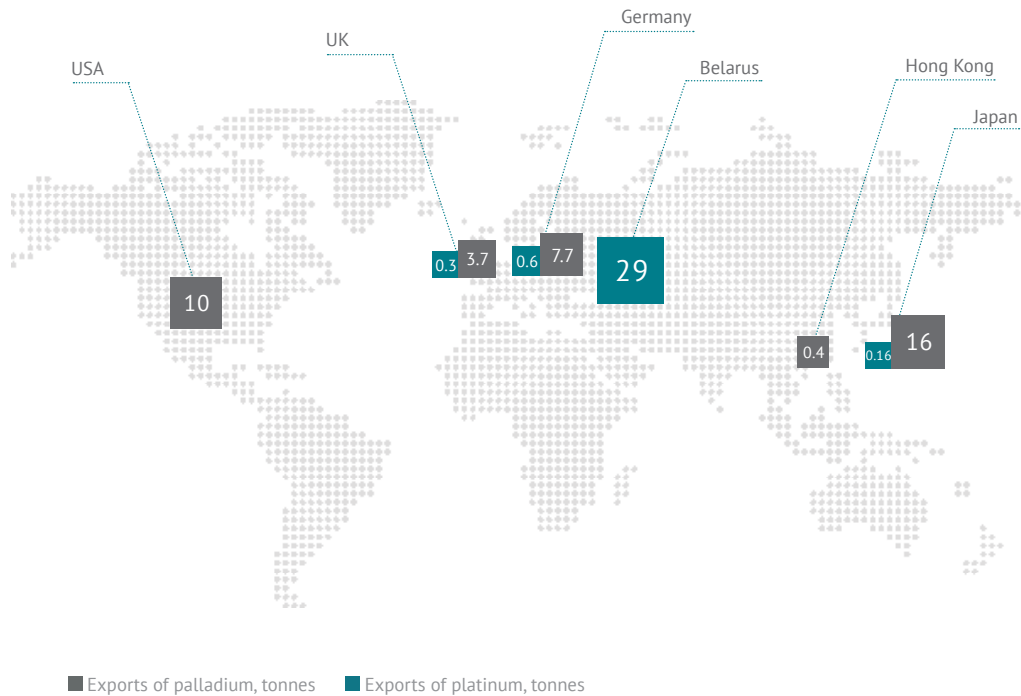 Germany
UK
USA
Belarus
Hong Kong
Japan
0.3
3.7
0.6
7.7
29
10
0.4
0.16
16
Exports of palladium, tonnes
Exports of platinum, tonnes